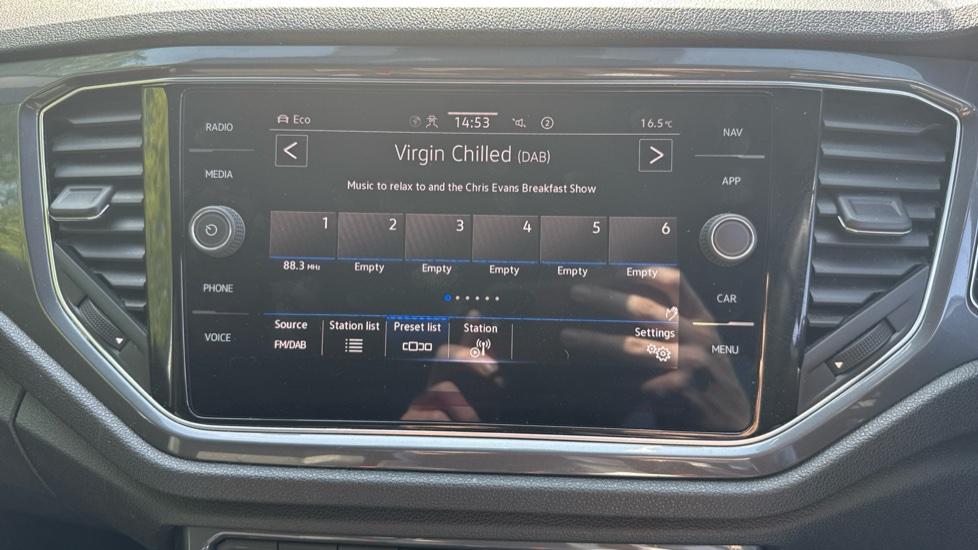 RADIO
MEDIA
PHONE
VOICE
Eco
14:53
2
16.5°C
Virgin Chilled (DAB)
Music to relax to and the Chris Evans Breakfast Show
1 2 3 4 5 6
88.3 MHz Empty Empty Empty Empty Empty
Source Station list Preset list Station Settings
FM/DAB
NAV
APP
CAR
MENU